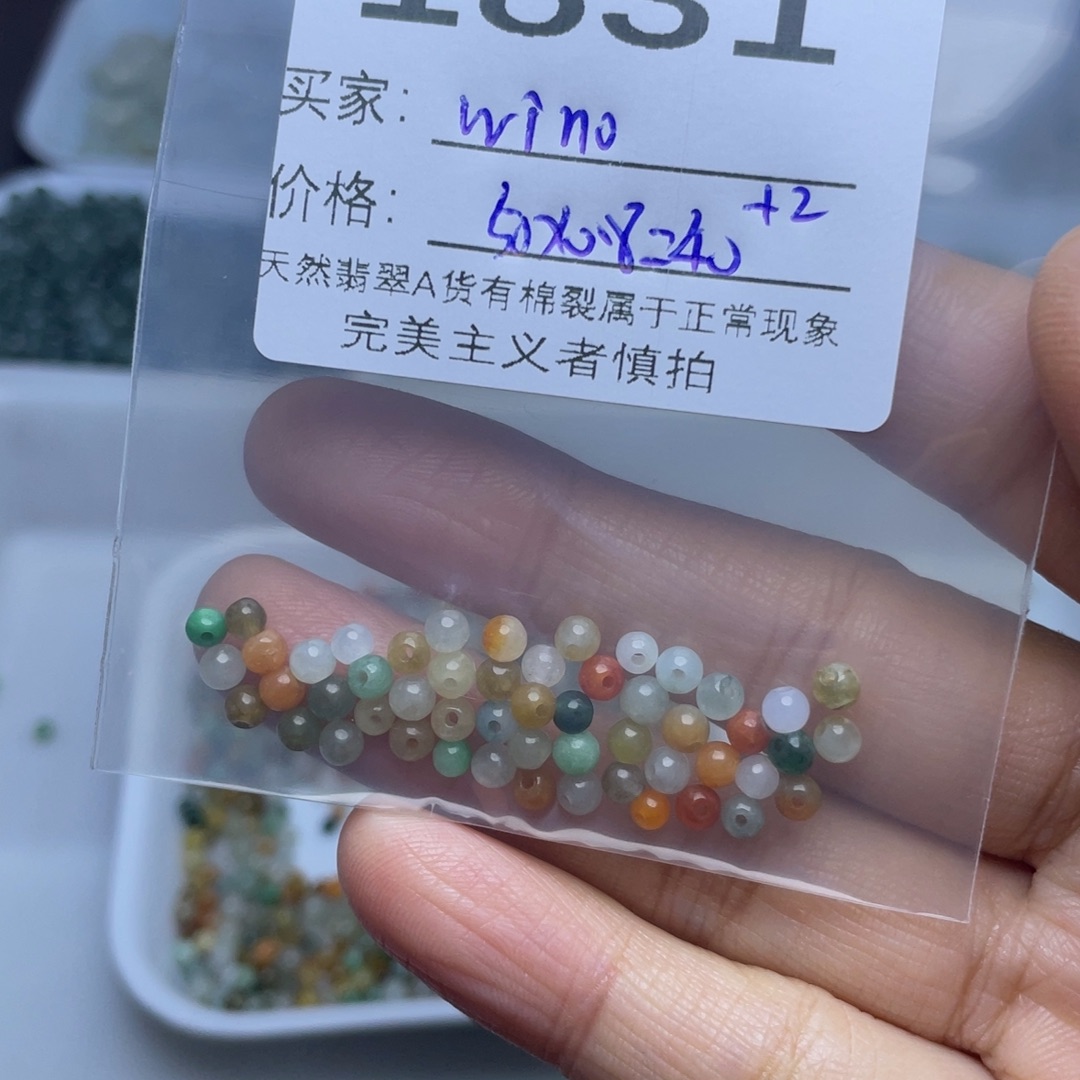 1831
买家: wino
价格: 50x0.8=40 +2
天然翡翠A货有棉裂属于正常现象
完美主义者慎拍